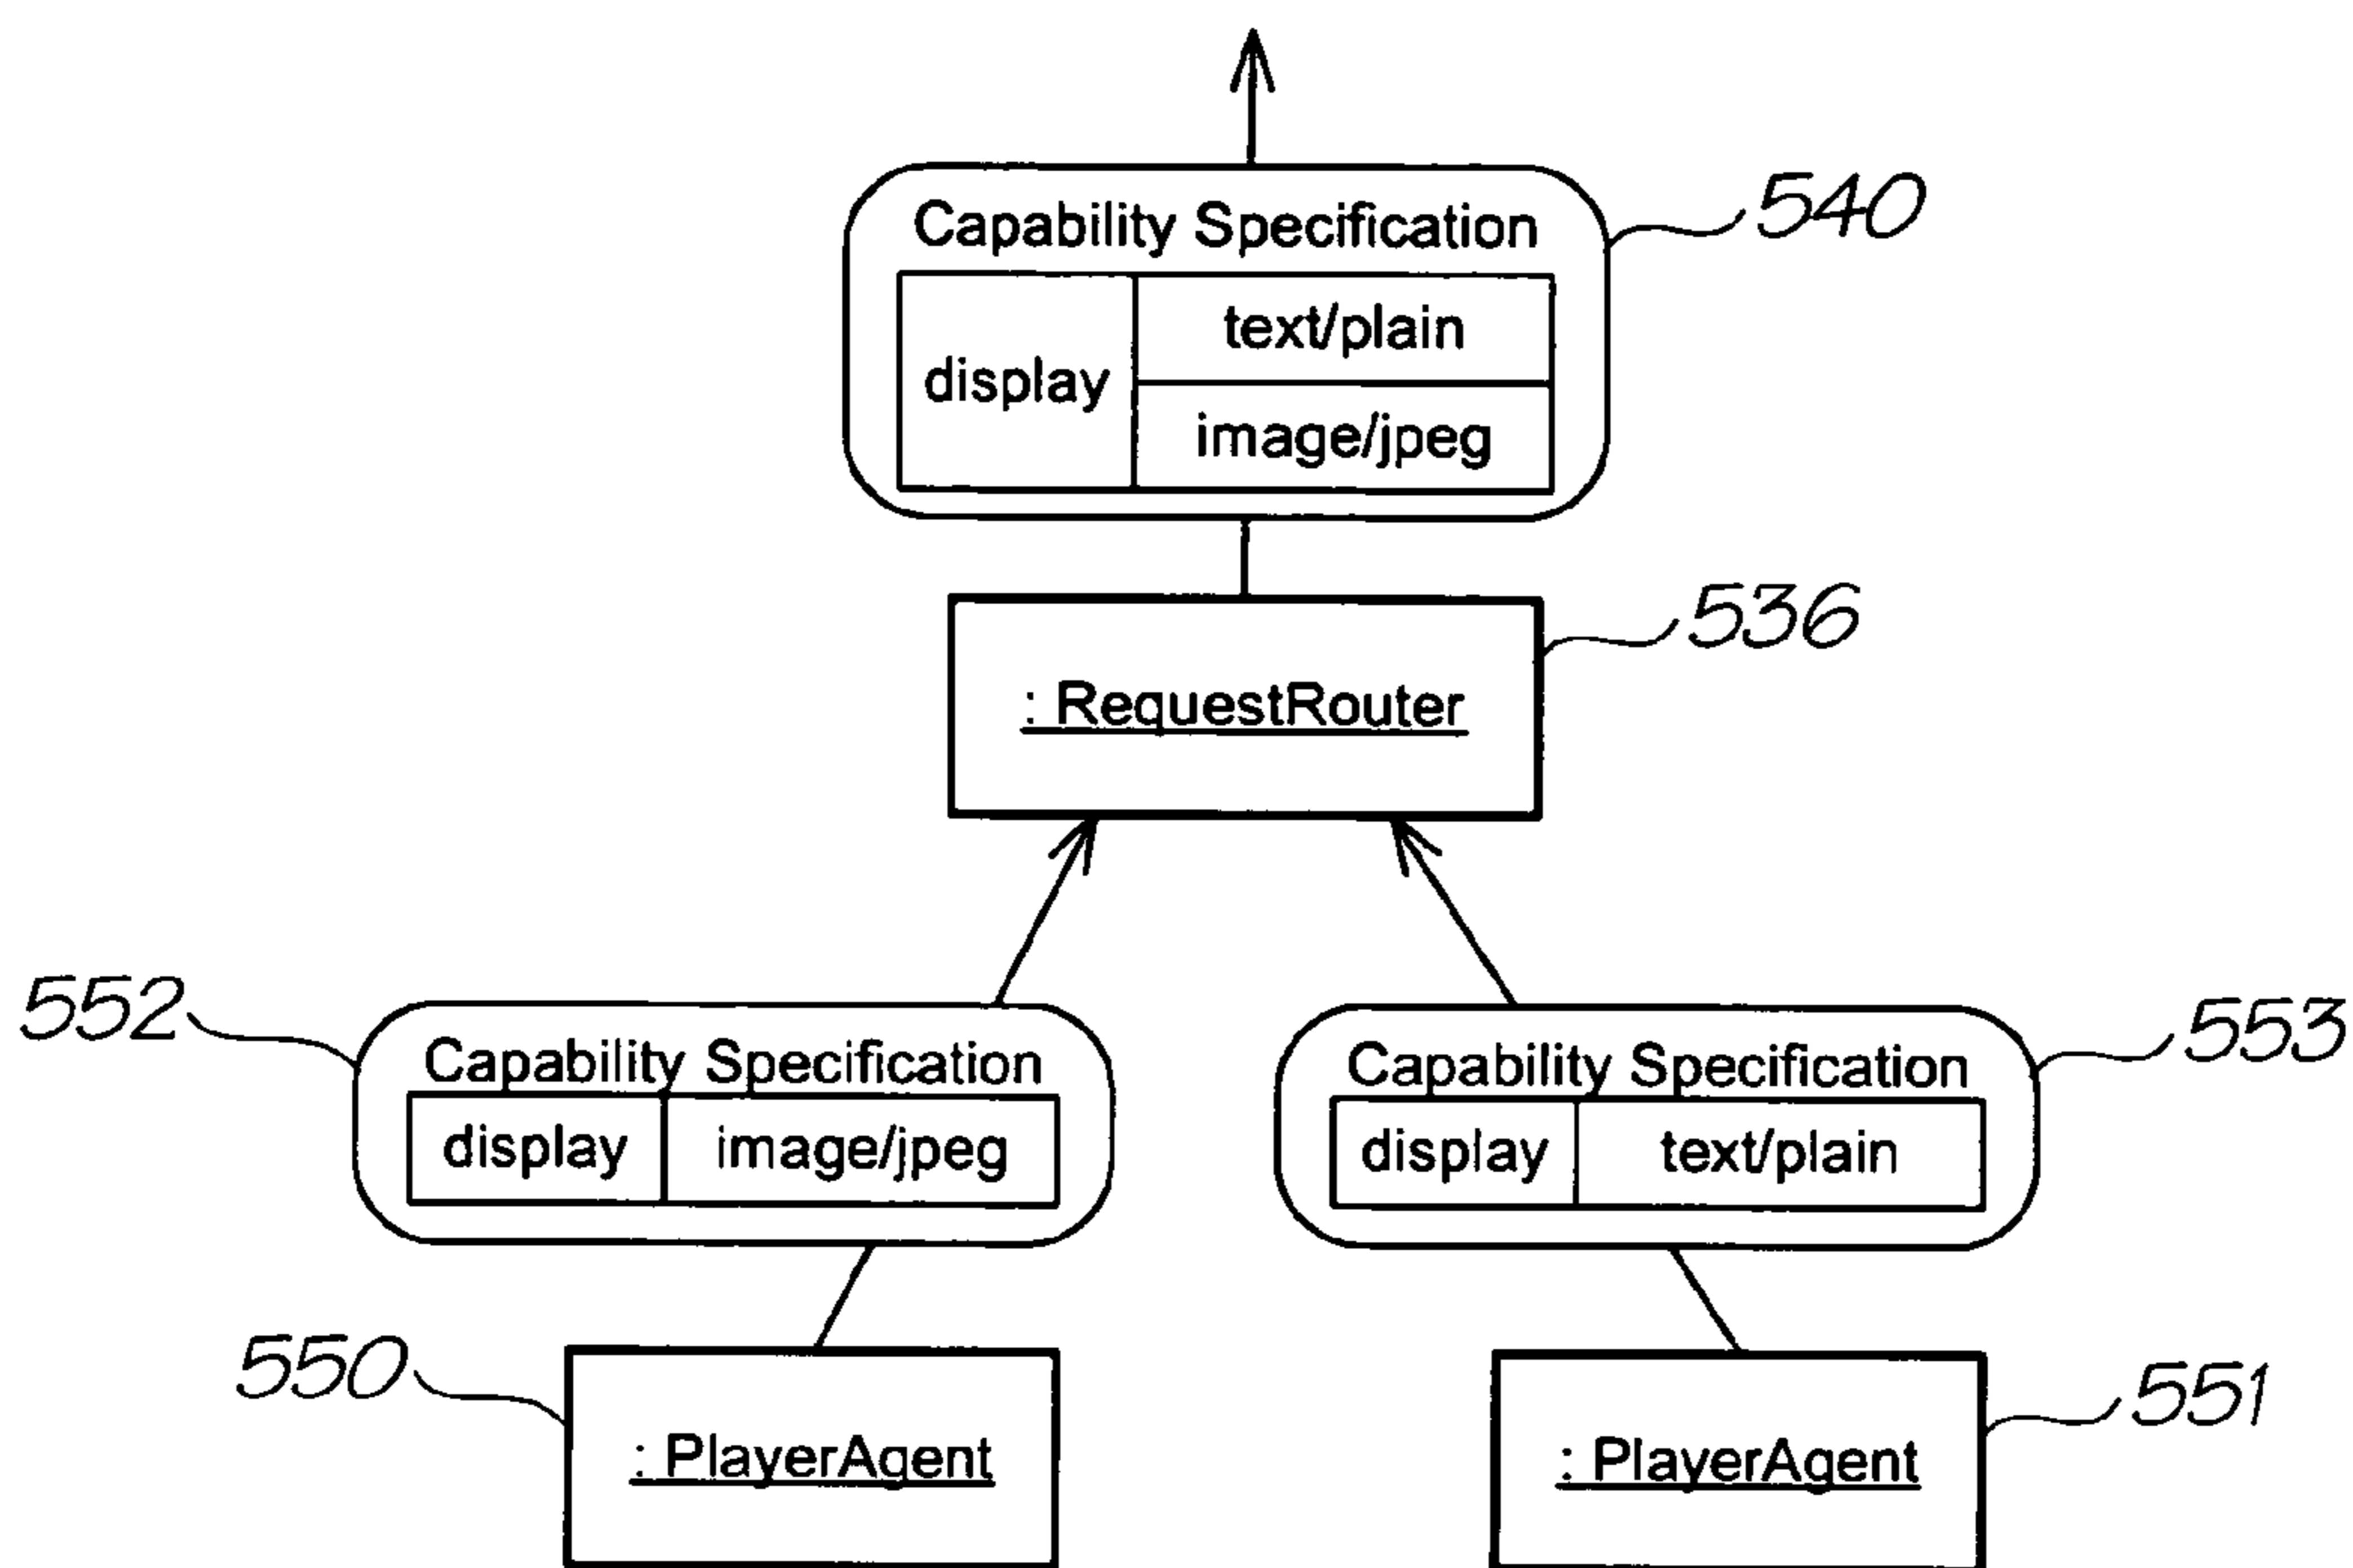 Capability Specification
540
display
text/plain
image/jpeg
536
: RequestRouter
552
Capability Specification
display
image/jpeg
553
Capability Specification
display
text/plain
550
: PlayerAgent
551
: PlayerAgent